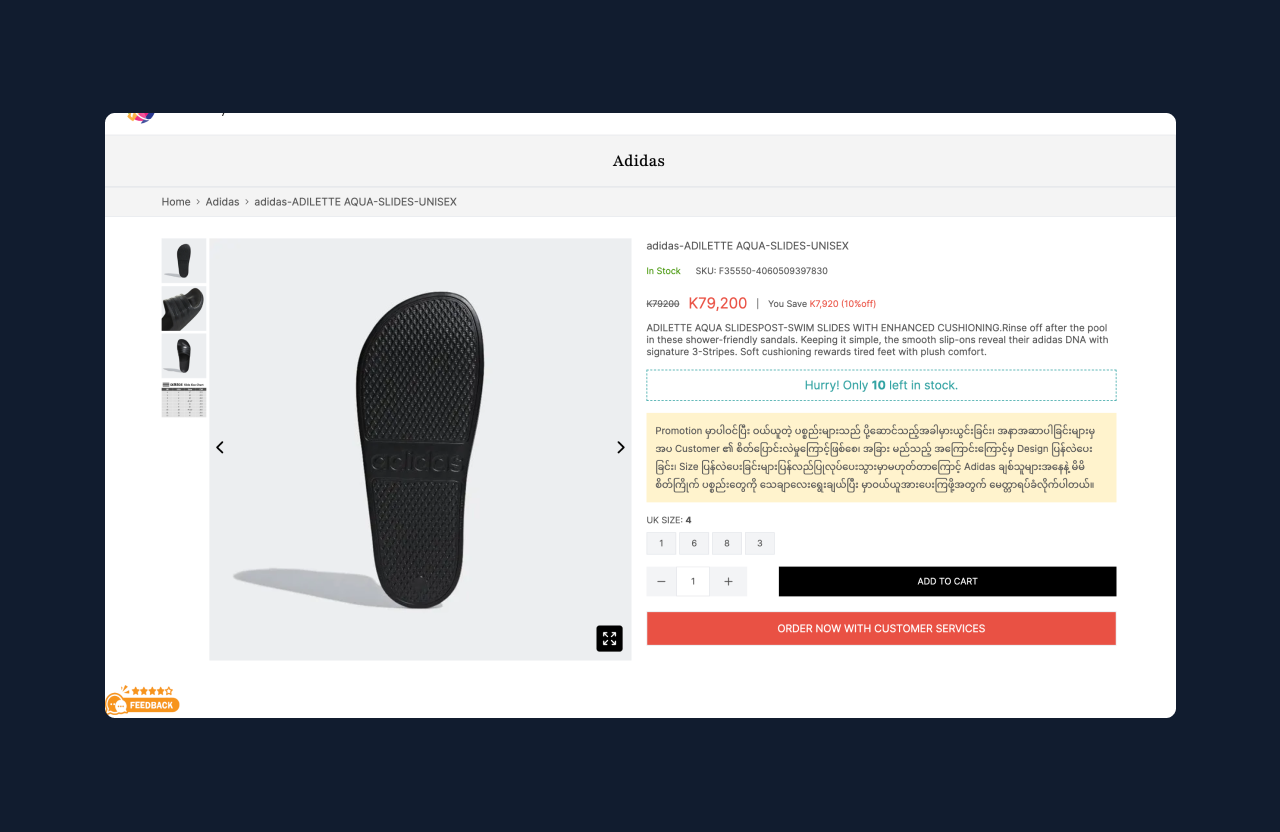 Adidas
Home > Adidas > adidas-ADILETTE AQUA-SLIDES-UNISEX
adidas-ADILETTE AQUA-SLIDES-UNISEX
In Stock SKU: F35550-4060509397830
K79200 K79,200 | You Save K7,920 (10%off)
ADILETTE AQUA SLIDESPOST-SWIM SLIDES WITH ENHANCED CUSHIONING.Rinse off after the pool
in these shower-friendly sandals. Keeping it simple, the smooth slip-ons reveal their adidas DNA with
signature 3-Stripes. Soft cushioning rewards tired feet with plush comfort.
Hurry! Only 10 left in stock.
Promotion မှာပါဝင်ပြီး ဝယ်ယူတဲ့ ပစ္စည်းများသည် ပို့ဆောင်သည့်အခါမှားယွင်းခြင်း၊ အနာအဆာပါခြင်းများမှ
အပ Customer ၏ စိတ်ပြောင်းလဲမှုကြောင့်ဖြစ်စေ၊ အခြား မည်သည့် အကြောင်းကြောင့်မှ Design ပြန်လဲပေး
ခြင်း၊ Size ပြန်လဲပေးခြင်းများပြန်လည်ပြုလုပ်ပေးသွားမှာမဟုတ်တာကြောင့် Adidas ချစ်သူများအနေနဲ့ မိမိ
စိတ်ကြိုက် ပစ္စည်းတွေကို သေချာလေးရွေးချယ်ပြီး မှာဝယ်ယူအားပေးကြဖို့အတွက် မေတ္တာရပ်ခံလိုက်ပါတယ်။
UK SIZE: 4
1 6 8 3
− 1 + ADD TO CART
ORDER NOW WITH CUSTOMER SERVICES
adidas
FEEDBACK